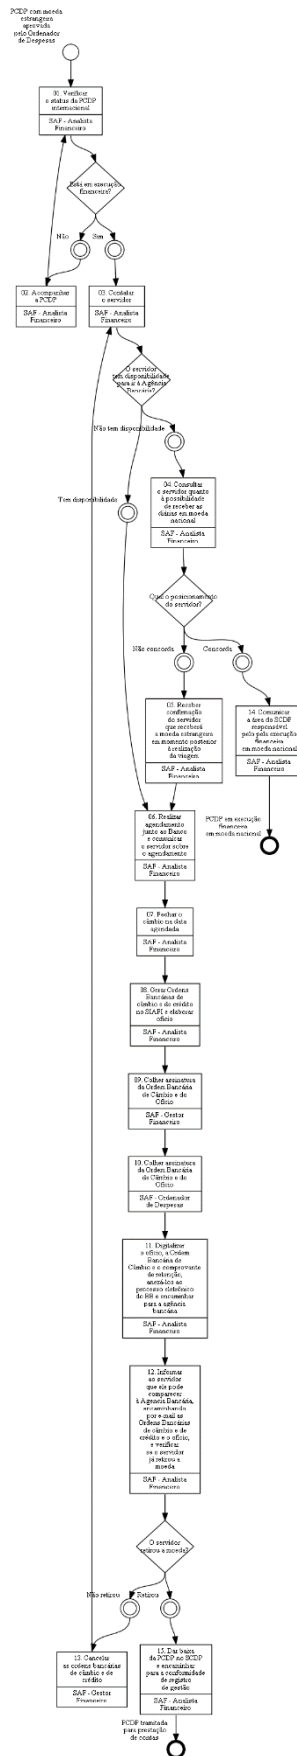 PCDP com moeda
estrangeira
aprovada
pelo Ordenador
de Despesas
01. Verificar
o status da PCDP
internacional
SAF - Analista
Financeiro
Está em execução
financeira?
Não
Sim
02. Acompanhar
a PCDP
SAF - Analista
Financeiro
03. Contatar
o servidor
SAF - Analista
Financeiro
O servidor
tem disponibilidade
para ir à Agência
Bancária?
Não tem disponibilidade
Tem disponibilidade
04. Consultar
o servidor quanto
à possibilidade
de receber as
diárias em moeda
nacional
SAF - Analista
Financeiro
Qual o posicionamento
do servidor?
Não concorda
Concorda
05. Receber
confirmação
do servidor
que receberá
a moeda estrangeira
em momento posterior
à realização
da viagem
SAF - Analista
Financeiro
14. Comunicar
a área do SCDP
responsável
pelo pela execução
financeira
em moeda nacional
SAF - Analista
Financeiro
PCDP em execução
financeira
em moeda nacional
06. Realizar
agendamento
junto ao Banco
e comunicar
o servidor sobre
o agendamento
SAF - Analista
Financeiro
07. Fechar o
câmbio na data
agendada
SAF - Analista
Financeiro
08. Gerar Ordens
Bancárias de
câmbio e de crédito
no SIAFI e elaborar
ofício
SAF - Analista
Financeiro
09. Colher assinatura
da Ordem Bancária
de Câmbio e do
Ofício
SAF - Gestor
Financeiro
10. Colher assinatura
da Ordem Bancária
de Câmbio e do
Ofício
SAF - Ordenador
de Despesas
11. Digitalizar
o ofício, a Ordem
Bancária de
Câmbio e o comprovante
de retenção,
anexá-los ao
processo eletrônico
do BB e encaminhar
para a agência
bancária
SAF - Analista
Financeiro
12. Informar
ao servidor
que ele pode
comparecer
à Agência Bancária,
encaminhando
por e-mail as
Ordens Bancárias
de câmbio e de
crédito e o ofício,
e verificar
se o servidor
já retirou a
moeda
SAF - Analista
Financeiro
O servidor
retirou a moeda?
Não retirou
Retirou
13. Cancelar
as ordens bancárias
de câmbio e de
crédito
SAF - Gestor
Financeiro
15. Dar baixa
da PCDP no SCDP
e encaminhar
para a conformidade
de registro
de gestão
SAF - Analista
Financeiro
PCDP tramitada
para prestação
de contas